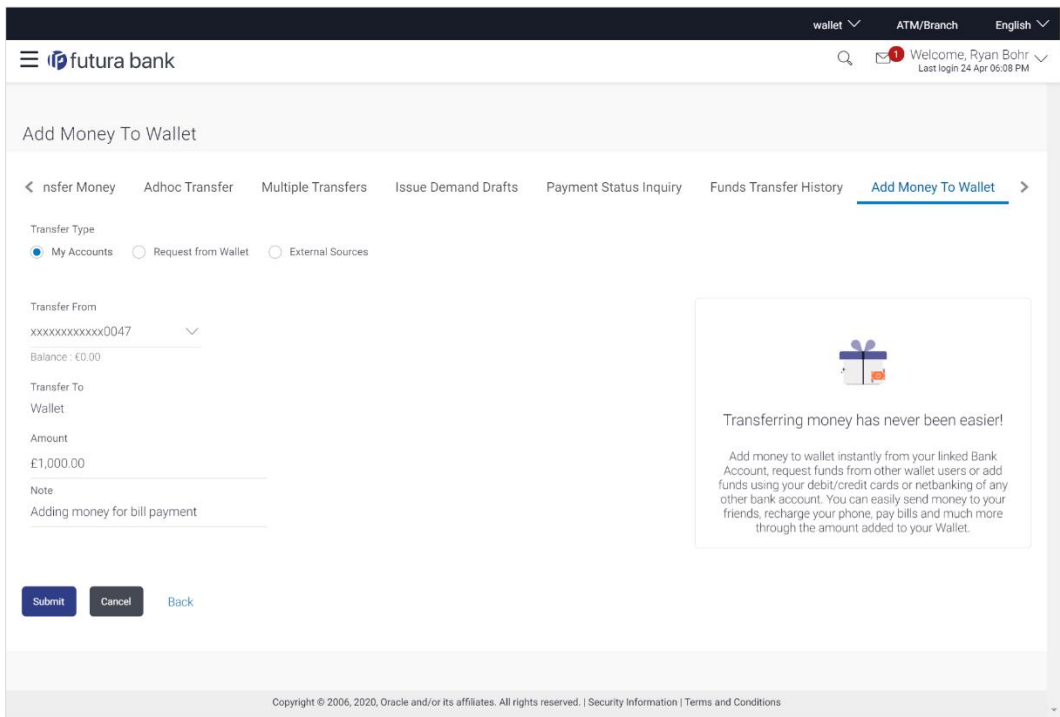 wallet ATM/Branch English
futura bank
1 Welcome, Ryan Bohr
Last login 24 Apr 06:08 PM
Add Money To Wallet
nsfer Money Adhoc Transfer Multiple Transfers Issue Demand Drafts Payment Status Inquiry Funds Transfer History Add Money To Wallet
Transfer Type
My Accounts Request from Wallet External Sources
Transfer From
xxxxxxxxxxxx0047
Balance : €0.00
Transfer To
Wallet
Amount
£1,000.00
Note
Adding money for bill payment
Transferring money has never been easier!
Add money to wallet instantly from your linked Bank
Account, request funds from other wallet users or add
funds using your debit/credit cards or netbanking of any
other bank account. You can easily send money to your
friends, recharge your phone, pay bills and much more
through the amount added to your Wallet.
Submit Cancel Back
Copyright © 2006, 2020, Oracle and/or its affiliates. All rights reserved. | Security Information | Terms and Conditions